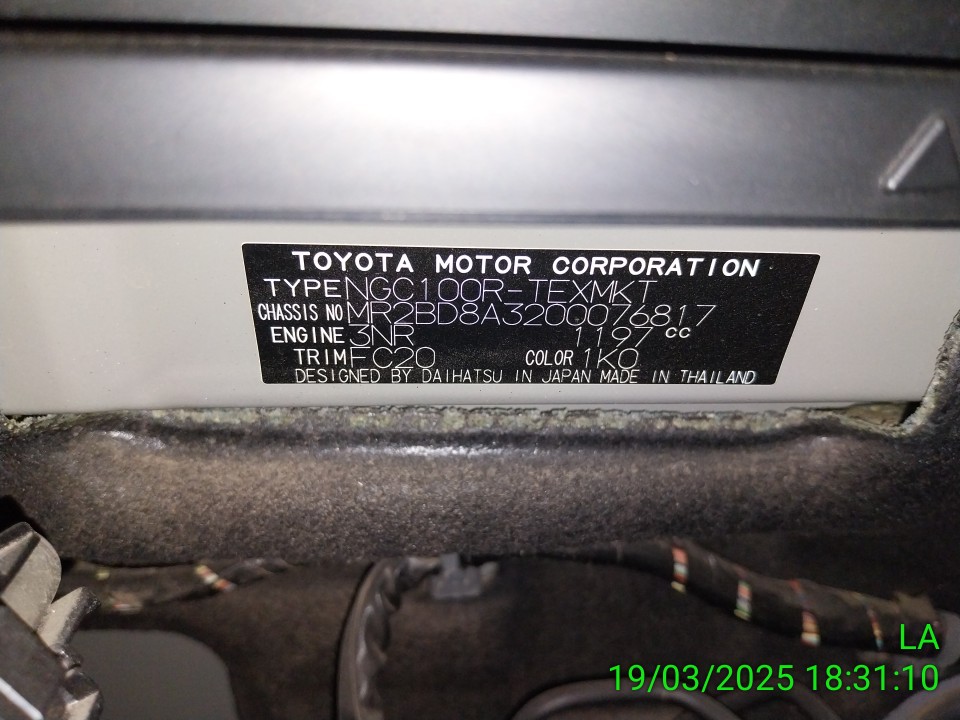 TOYOTA MOTOR CORPORATION
TYPE NGC100R-TEXMKT
CHASSIS NO MR2BD8A3200076817
ENGINE 3NR 1197 cc
TRIM FC20 COLOR 1K0
DESIGNED BY DAIHATSU IN JAPAN MADE IN THAILAND
LA
19/03/2025 18:31:10